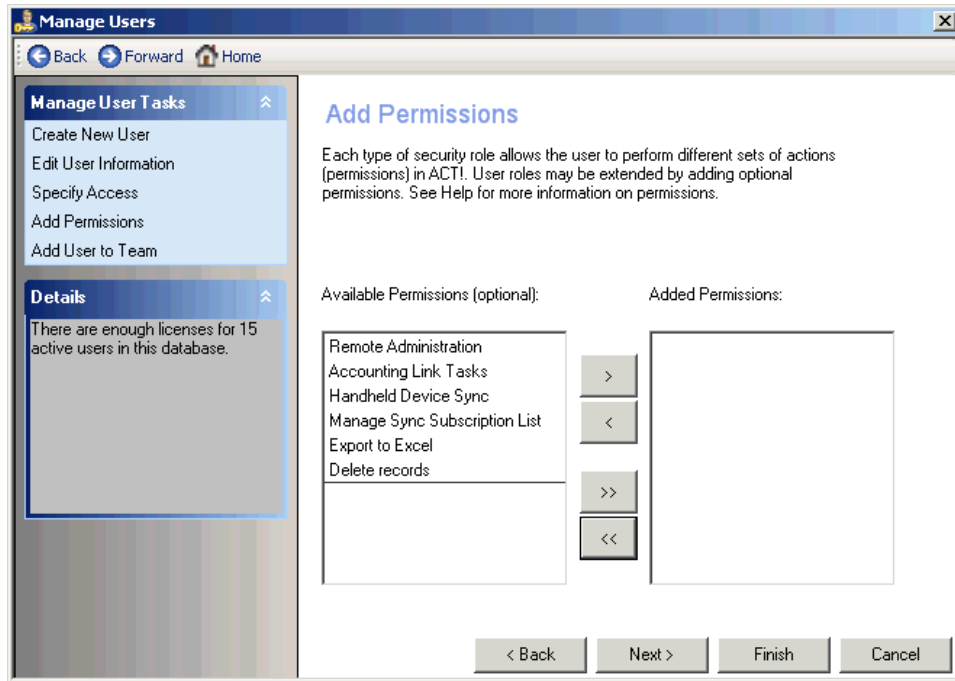 Manage Users
Back Forward Home
Manage User Tasks
Create New User
Edit User Information
Specify Access
Add Permissions
Add User to Team
Details
There are enough licenses for 15
active users in this database.
Add Permissions
Each type of security role allows the user to perform different sets of actions
(permissions) in ACT!. User roles may be extended by adding optional
permissions. See Help for more information on permissions.
Available Permissions (optional):
Remote Administration
Accounting Link Tasks
Handheld Device Sync
Manage Sync Subscription List
Export to Excel
Delete records
>
<
>>
<<
Added Permissions:
< Back
Next >
Finish
Cancel